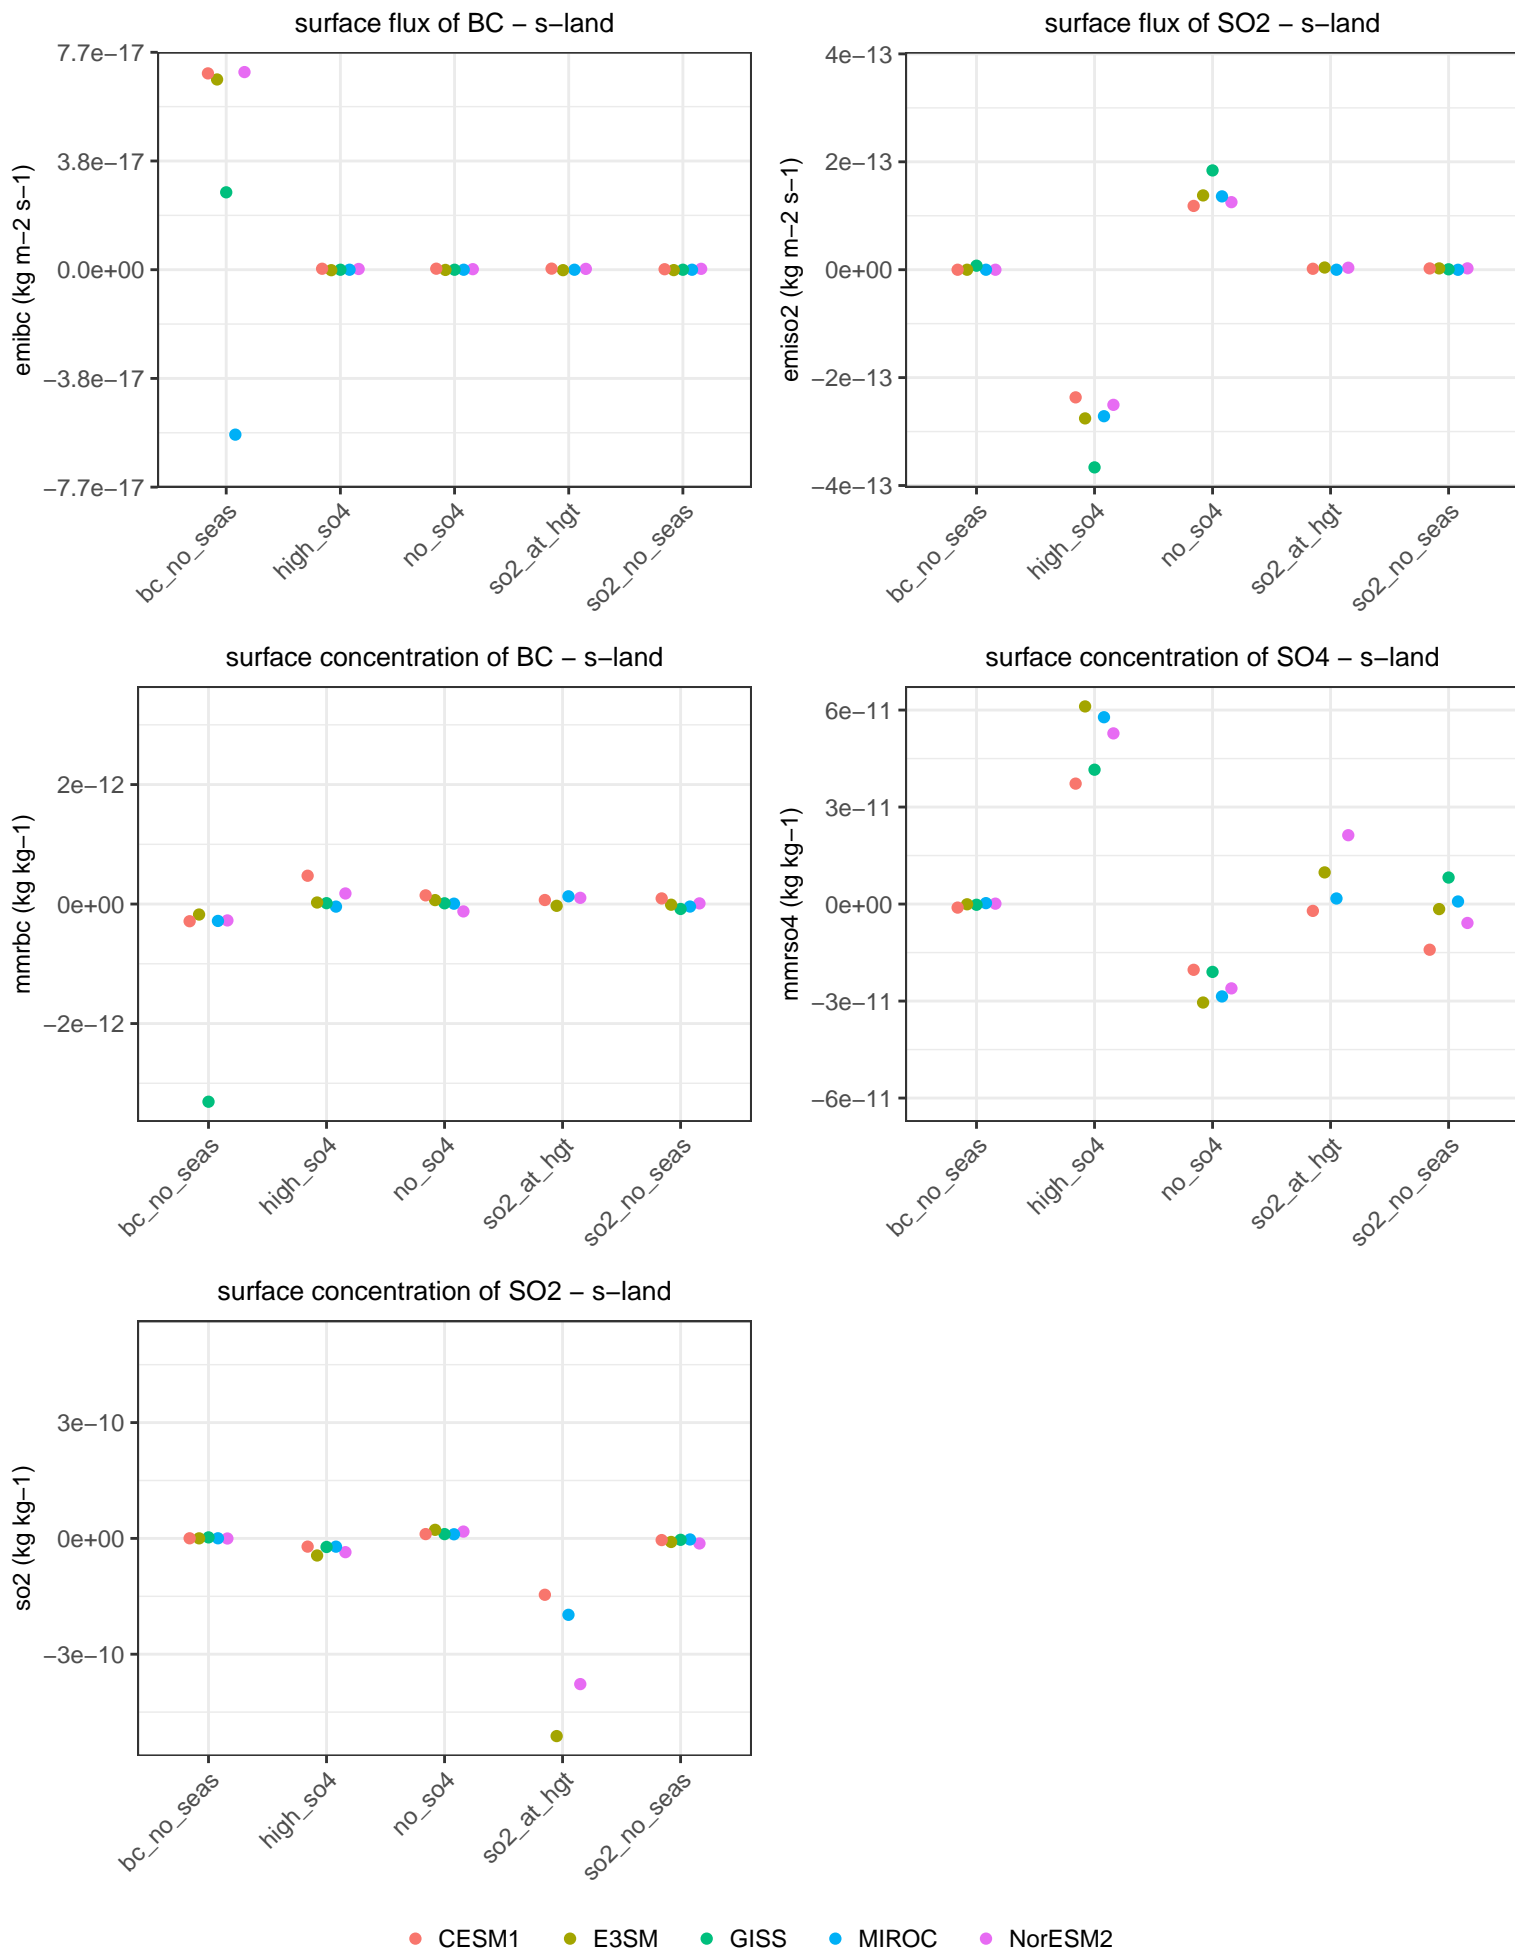 surface flux of BC − s−land
7.7e−17
3.8e−17
0.0e+00
−3.8e−17
−7.7e−17
emibc (kg m−2 s−1)
bc_no_seas
high_so4
no_so4
so2_at_hgt
so2_no_seas
surface flux of SO2 − s−land
4e−13
2e−13
0e+00
−2e−13
−4e−13
emiso2 (kg m−2 s−1)
bc_no_seas
high_so4
no_so4
so2_at_hgt
so2_no_seas
surface concentration of BC − s−land
2e−12
0e+00
−2e−12
mmrbc (kg kg−1)
bc_no_seas
high_so4
no_so4
so2_at_hgt
so2_no_seas
surface concentration of SO4 − s−land
6e−11
3e−11
0e+00
−3e−11
−6e−11
mmrso4 (kg kg−1)
bc_no_seas
high_so4
no_so4
so2_at_hgt
so2_no_seas
surface concentration of SO2 − s−land
3e−10
0e+00
−3e−10
so2 (kg kg−1)
bc_no_seas
high_so4
no_so4
so2_at_hgt
so2_no_seas
CESM1 E3SM GISS MIROC NorESM2